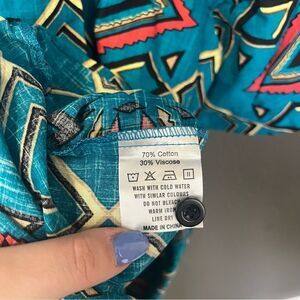 70% Cotton
30% Viscose
WASH WITH COLD WATER
WITH SIMILAR COLOURS
DO NOT BLEACH
WARM IRON
LINE DRY
MADE IN CHINA